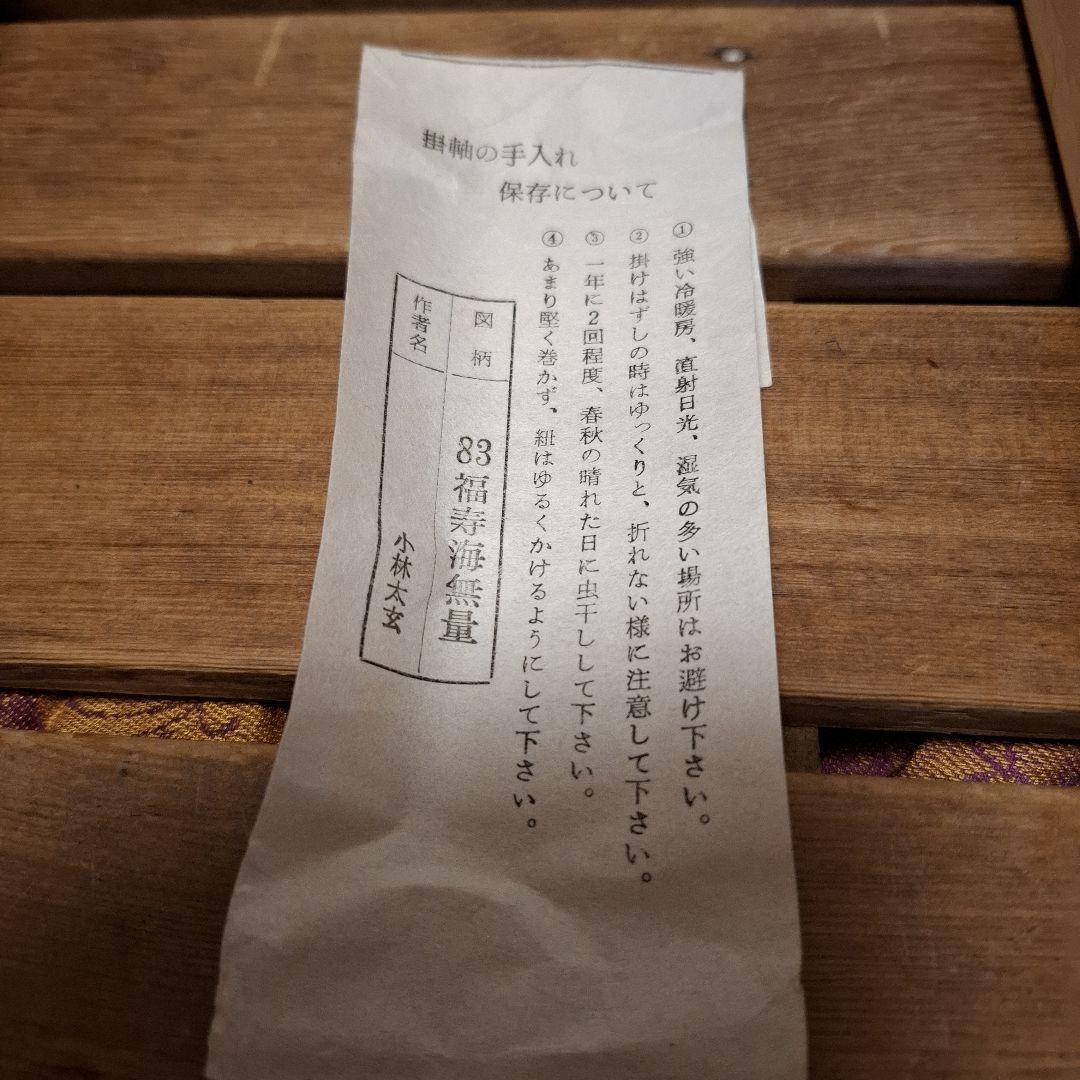 掛軸の手入れ
保存について
① 強い冷暖房、直射日光、湿気の多い場所はお避け下さい。
② 掛けはずしの時はゆっくりと、折れない様に注意して下さい。
③ 一年に2回程度、春秋の晴れた日に虫干しして下さい。
④ あまり堅く巻かず、紐はゆるくかけるようにして下さい。
図柄 83福寿海無量
作者名 小林太玄